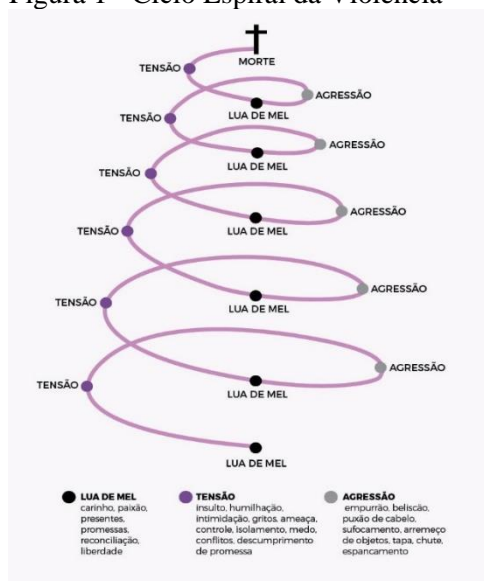 Figura 1 - Ciclo Espiral da Violência
MORTE
TENSÃO
AGRESSÃO
LUA DE MEL
TENSÃO
AGRESSÃO
LUA DE MEL
TENSÃO
AGRESSÃO
LUA DE MEL
TENSÃO
AGRESSÃO
LUA DE MEL
TENSÃO
AGRESSÃO
LUA DE MEL
TENSÃO
LUA DE MEL
LUA DE MEL
carinho, paixão,
presentes,
promessas,
reconciliação,
liberdade
TENSÃO
insulto, humilhação,
intimidação, gritos, ameaça,
controle, isolamento, medo,
conflitos, descumprimento
de promessa
AGRESSÃO
empurrão, beliscão,
puxão de cabelo,
sufocamento, arremeço
de objetos, tapa, chute,
espancamento